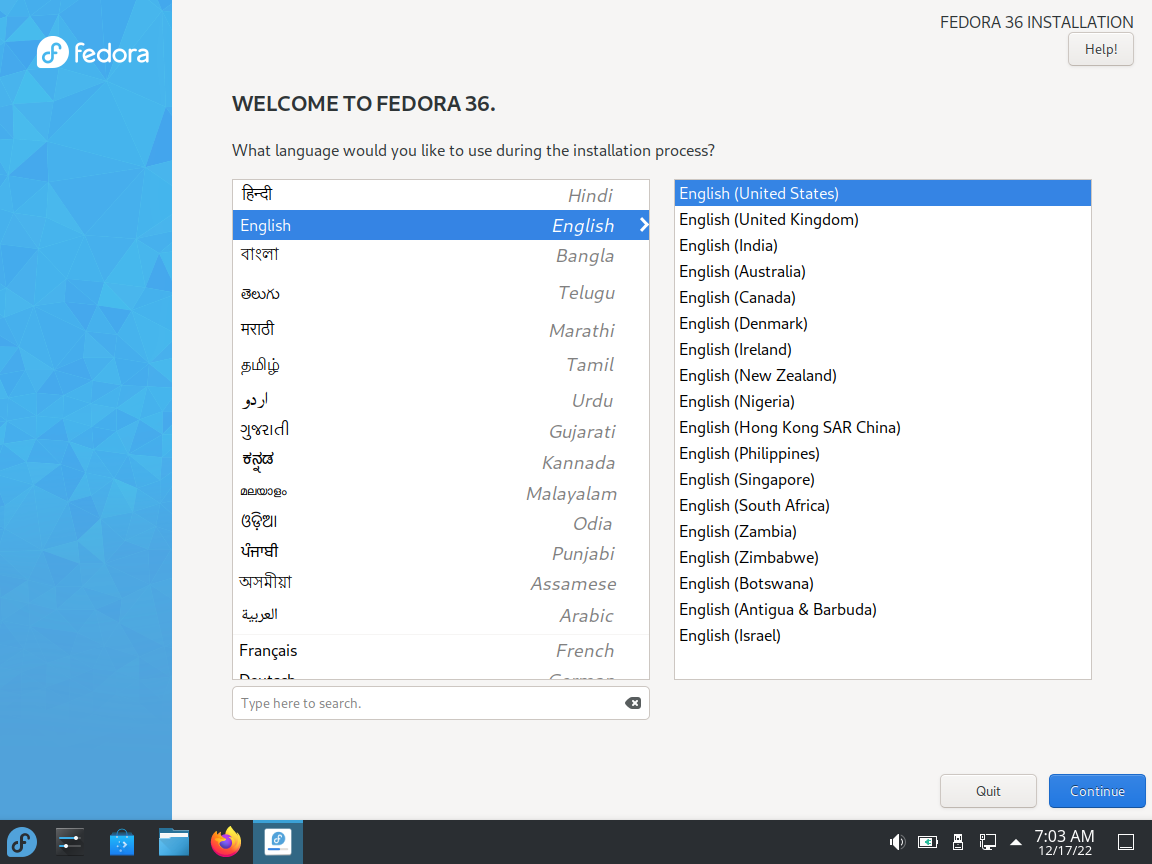 fedora
FEDORA 36 INSTALLATION
Help!
WELCOME TO FEDORA 36.
What language would you like to use during the installation process?
हिन्दी Hindi
English English
বাংলা Bangla
తెలుగు Telugu
मराठी Marathi
தமிழ் Tamil
اردو Urdu
ગુજરાતી Gujarati
ಕನ್ನಡ Kannada
മലയാളം Malayalam
ଓଡ଼ିଆ Odia
ਪੰਜਾਬੀ Punjabi
অসমীয়া Assamese
العربية Arabic
Français French
Deutsch German
Type here to search.
English (United States)
English (United Kingdom)
English (India)
English (Australia)
English (Canada)
English (Denmark)
English (Ireland)
English (New Zealand)
English (Nigeria)
English (Hong Kong SAR China)
English (Philippines)
English (Singapore)
English (South Africa)
English (Zambia)
English (Zimbabwe)
English (Botswana)
English (Antigua & Barbuda)
English (Israel)
Quit
Continue
7:03 AM
12/17/22